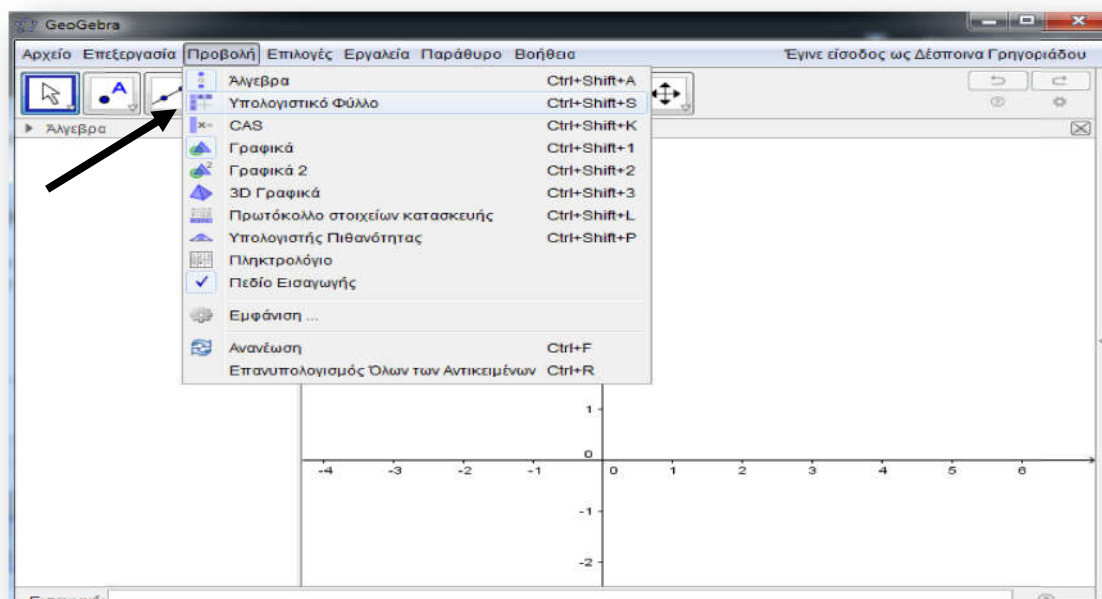 GeoGebra
Αρχείο Επεξεργασία Προβολή Επιλογές Εργαλεία Παράθυρο Βοήθεια Έγινε είσοδος ως Δέσποινα Γρηγοριάδου
A
Άλγεβρα
Άλγεβρα Ctrl+Shift+A
Υπολογιστικό Φύλλο Ctrl+Shift+S
x= CAS Ctrl+Shift+K
Γραφικά Ctrl+Shift+1
2 Γραφικά 2 Ctrl+Shift+2
3D Γραφικά Ctrl+Shift+3
Πρωτόκολλο στοιχείων κατασκευής Ctrl+Shift+L
Υπολογιστής Πιθανότητας Ctrl+Shift+P
Πληκτρολόγιο
Πεδίο Εισαγωγής
Εμφάνιση ...
Ανανέωση Ctrl+F
Επανυπολογισμός Όλων των Αντικειμένων Ctrl+R
1
0
-4 -3 -2 -1 0 1 2 3 4 5 6
-1
-2